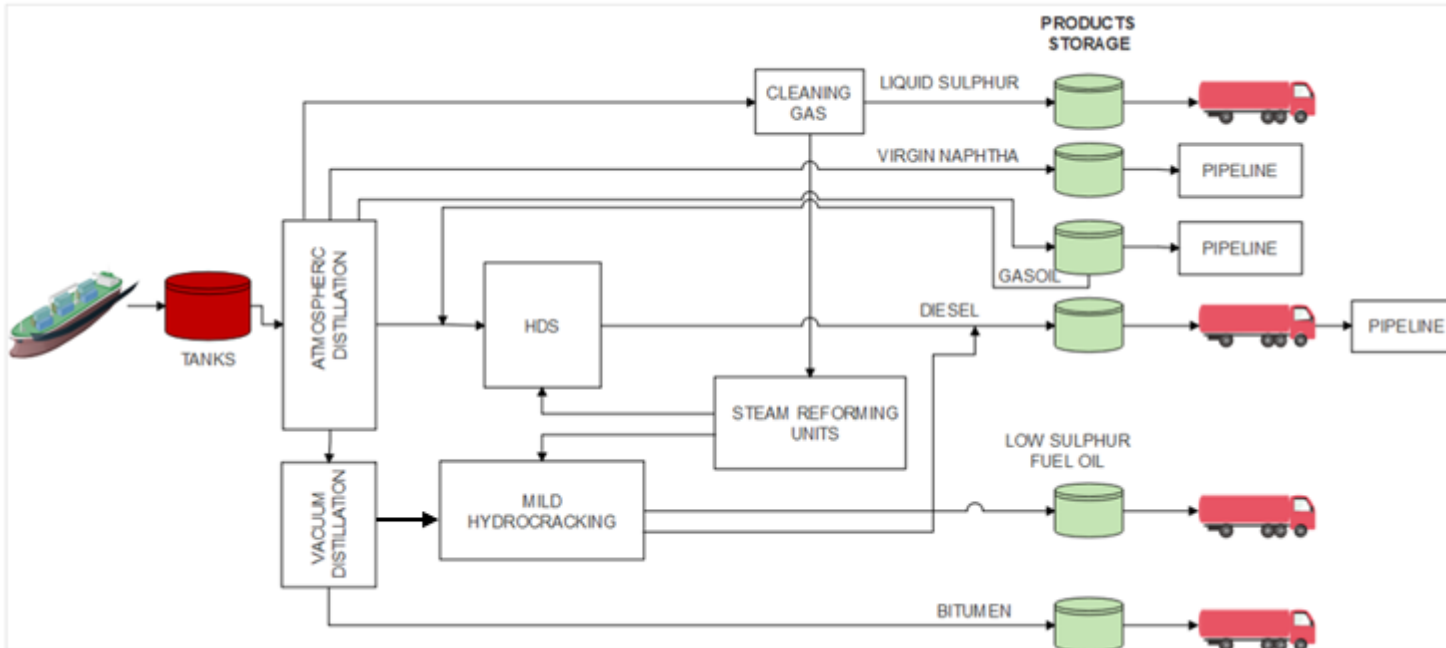 PRODUCTS
STORAGE
CLEANING
GAS
LIQUID SULPHUR
VIRGIN NAPHTHA
PIPELINE
PIPELINE
GASOIL
ATMOSPHERIC
DISTILLATION
HDS
DIESEL
PIPELINE
TANKS
STEAM REFORMING
UNITS
LOW SULPHUR
FUEL OIL
VACUUM
DISTILLATION
MILD
HYDROCRACKING
BITUMEN